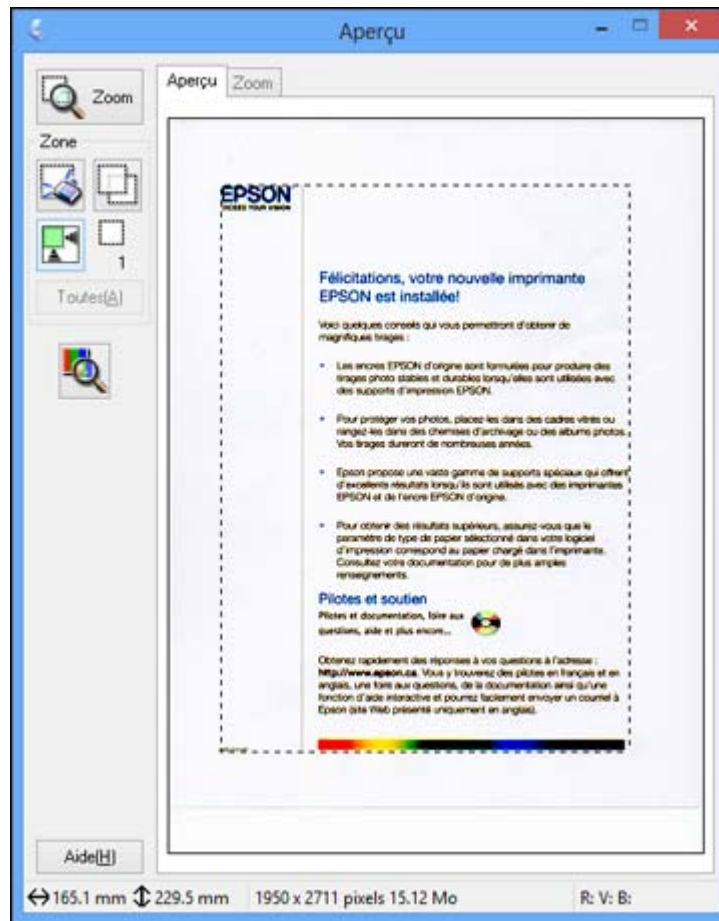 Aperçu
Zoom
Aperçu Zoom
Zone
1
Toutes(A)
EPSON
EXCEED YOUR VISION
Félicitations, votre nouvelle imprimante
EPSON est installée!
Voici quelques conseils qui vous permettront d'obtenir de
magnifiques tirages :
Les encres EPSON d'origine sont formulées pour produire des
tirages photo stables et durables lorsqu'elles sont utilisées avec
des supports d'impression EPSON.
Pour protéger vos photos, placez-les dans des cadres vitrés ou
rangez-les dans des chemises d'archivage ou des albums photos.
Vos tirages dureront de nombreuses années.
Epson propose une vaste gamme de supports spéciaux qui offrent
d'excellents résultats lorsqu'ils sont utilisés avec des imprimantes
EPSON et de l'encre EPSON d'origine.
Pour obtenir des résultats supérieurs, assurez-vous que le
paramètre de type de papier sélectionné dans votre logiciel
d'impression correspond au papier chargé dans l'imprimante.
Consultez votre documentation pour de plus amples
renseignements.
Pilotes et soutien
Pilotes et documentation, foire aux
questions, aide et plus encore...
Obtenez rapidement des réponses à vos questions à l'adresse :
http://www.epson.ca. Vous y trouverez des pilotes en français et en
anglais, une foire aux questions, de la documentation ainsi qu'une
fonction d'aide interactive et pourrez facilement envoyer un courriel à
Epson (site Web présenté uniquement en anglais).
Aide(H)
165.1 mm 229.5 mm 1950 x 2711 pixels 15.12 Mo R: V: B: